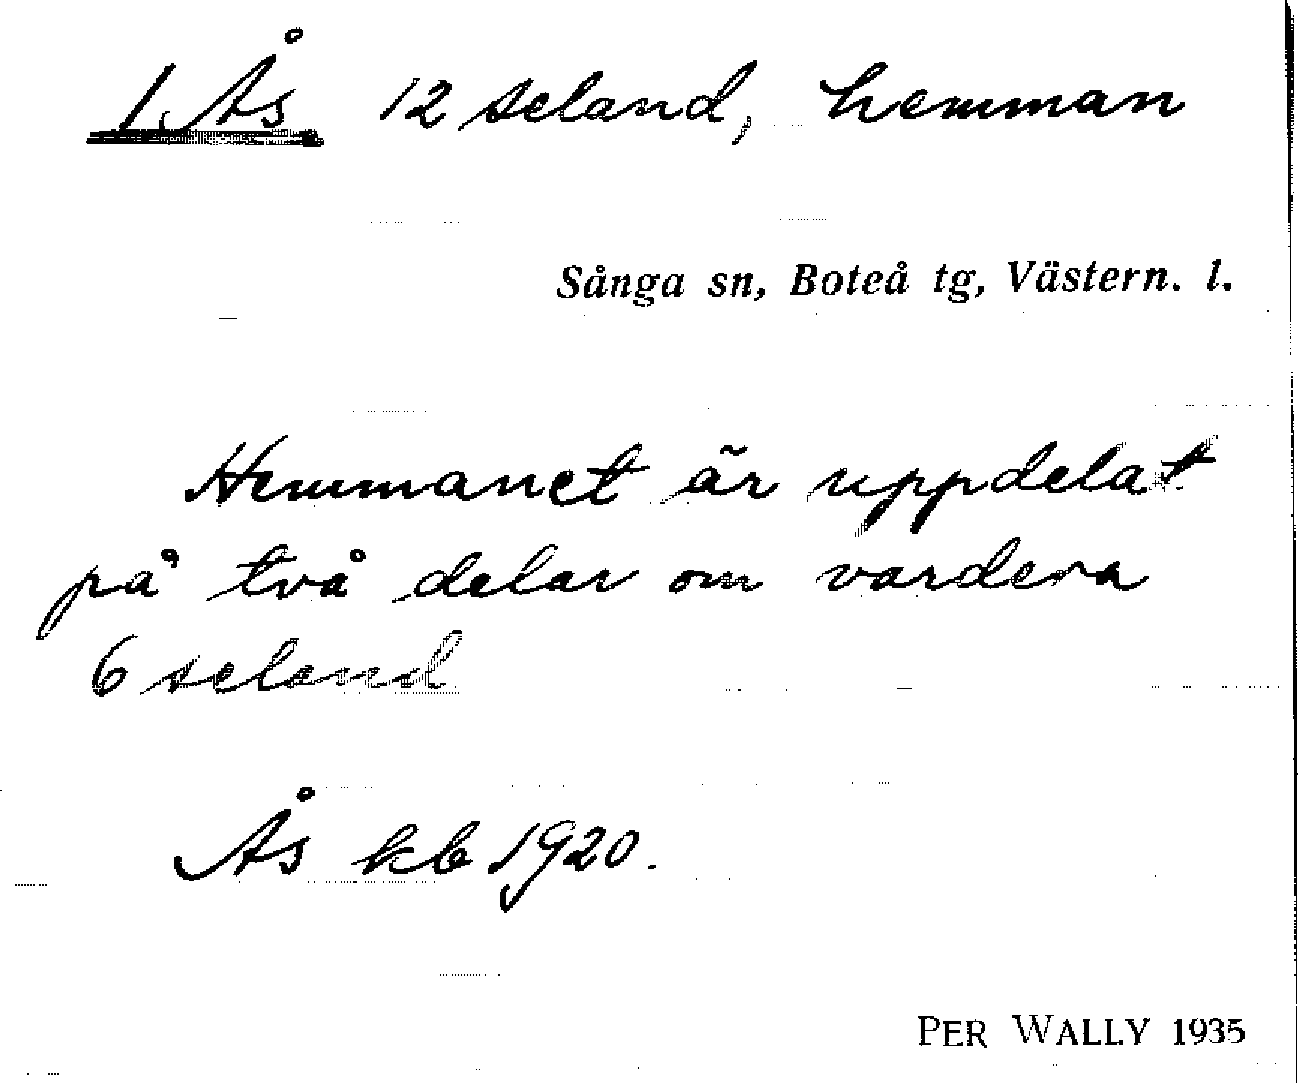 1. Ås 12 seland, hemman
Sånga sn, Boteå tg, Västern. l.
Hemmanet är uppdelat
på två delar om vardera
6 seland
Ås kb 1920.
PER WALLY 1935